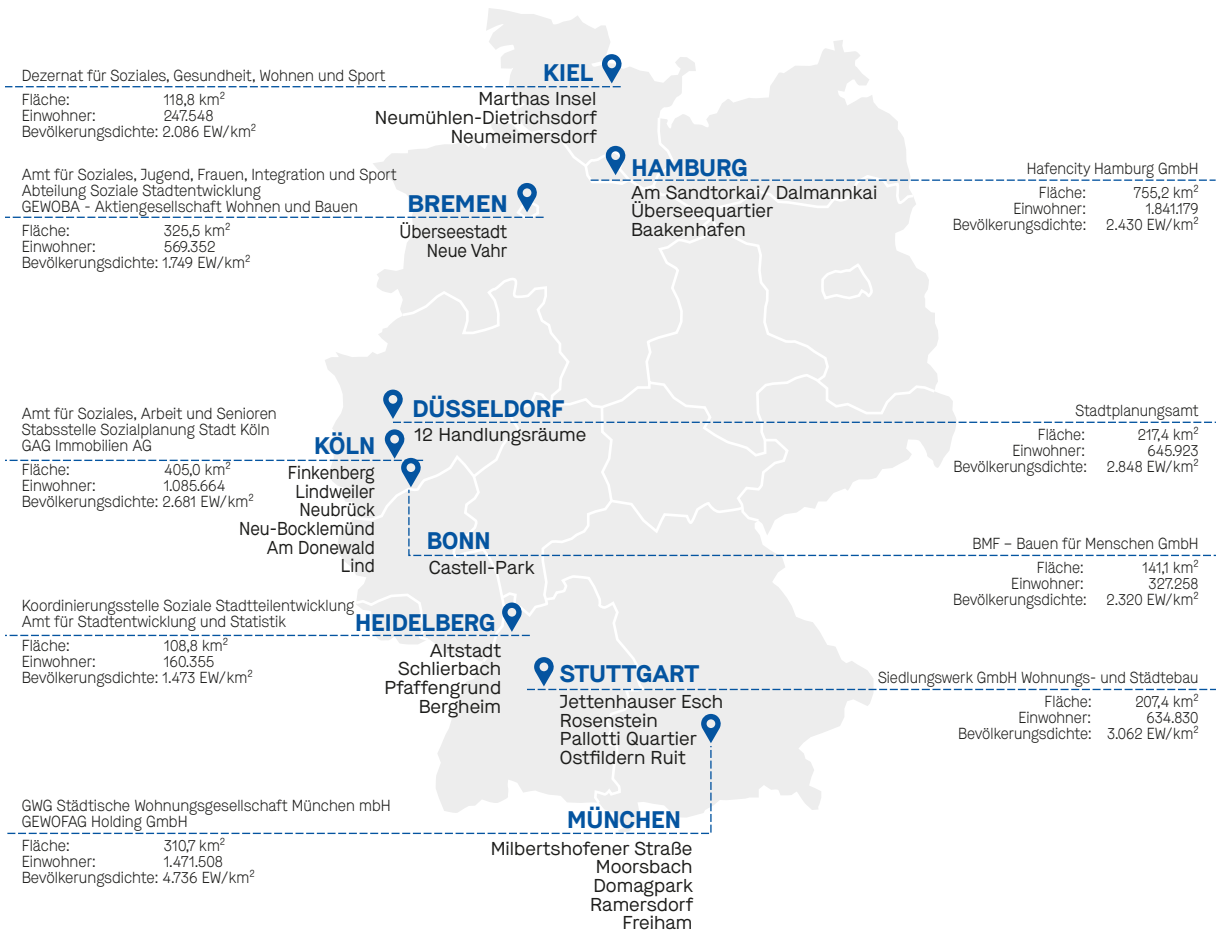 Dezernat für Soziales, Gesundheit, Wohnen und Sport
KIEL
Fläche: 118,8 km²
Einwohner: 247.548
Bevölkerungsdichte: 2.086 EW/km²
Marthas Insel
Neumühlen-Dietrichsdorf
Neumeimersdorf
HAMBURG
Hafencity Hamburg GmbH
Am Sandtorkai/ Dalmannkai
Überseequartier
Baakenhafen
Fläche: 755,2 km²
Einwohner: 1.841.179
Bevölkerungsdichte: 2.430 EW/km²
Amt für Soziales, Jugend, Frauen, Integration und Sport
Abteilung Soziale Stadtentwicklung
GEWOBA - Aktiengesellschaft Wohnen und Bauen
BREMEN
Fläche: 325,5 km²
Einwohner: 569.352
Bevölkerungsdichte: 1.749 EW/km²
Überseestadt
Neue Vahr
DÜSSELDORF
Stadtplanungsamt
12 Handlungsräume
Fläche: 217,4 km²
Einwohner: 645.923
Bevölkerungsdichte: 2.848 EW/km²
Amt für Soziales, Arbeit und Senioren
Stabsstelle Sozialplanung Stadt Köln
GAG Immobilien AG
KÖLN
Fläche: 405,0 km²
Einwohner: 1.085.664
Bevölkerungsdichte: 2.681 EW/km²
Finkenberg
Lindweiler
Neubrück
Neu-Bocklemünd
Am Donewald
Lind
BONN
BMF – Bauen für Menschen GmbH
Castell-Park
Fläche: 141,1 km²
Einwohner: 327.258
Bevölkerungsdichte: 2.320 EW/km²
Koordinierungsstelle Soziale Stadtteilentwicklung
Amt für Stadtentwicklung und Statistik
HEIDELBERG
Fläche: 108,8 km²
Einwohner: 160.355
Bevölkerungsdichte: 1.473 EW/km²
Altstadt
Schlierbach
Pfaffengrund
Bergheim
STUTTGART
Siedlungswerk GmbH Wohnungs- und Städtebau
Jettenhauser Esch
Rosenstein
Pallotti Quartier
Ostfildern Ruit
Fläche: 207,4 km²
Einwohner: 634.830
Bevölkerungsdichte: 3.062 EW/km²
GWG Städtische Wohnungsgesellschaft München mbH
GEWOFAG Holding GmbH
MÜNCHEN
Fläche: 310,7 km²
Einwohner: 1.471.508
Bevölkerungsdichte: 4.736 EW/km²
Milbertshofener Straße
Moorsbach
Domagpark
Ramersdorf
Freiham